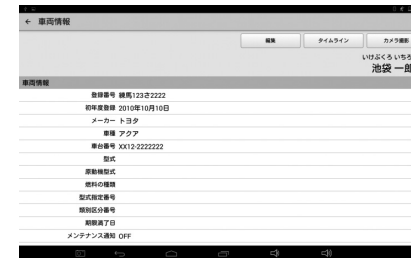 ← 車両情報
編集 タイムライン カメラ撮影
いけぶくろ いちろ
池袋 一郎
車両情報
登録番号 練馬123さ2222
初年度登録 2010年10月10日
メーカー トヨタ
車種 アクア
車台番号 XX12-2222222
型式
原動機型式
燃料の種類
型式指定番号
類別区分番号
期限満了日
メンテナンス通知 OFF